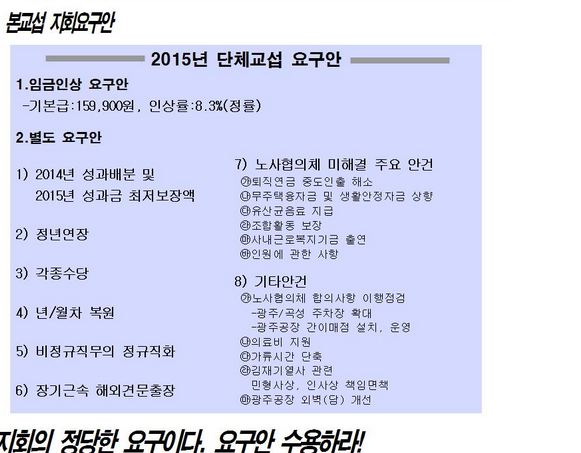 본교섭 지회요구안
2015년 단체교섭 요구안
1.임금인상 요구안
-기본급:159,900원, 인상률:8.3%(정률)
2.별도 요구안
1) 2014년 성과배분 및
2015년 성과금 최저보장액
2) 정년연장
3) 각종수당
4) 년/월차 복원
5) 비정규직무의 정규직화
6) 장기근속 해외견문출장
7) 노사협의체 미해결 주요 안건
㉮퇴직연금 중도인출 해소
㉯무주택융자금 및 생활안정자금 상향
㉰유산균음료 지급
㉱조합활동 보장
㉲사내근로복지기금 출연
㉳인원에 관한 사항
8) 기타안건
㉮노사협의체 합의사항 이행점검
-광주/곡성 주차장 확대
-광주공장 간이매점 설치, 운영
㉯의료비 지원
㉰가류시간 단축
㉱김재기열사 관련
민형사상, 인사상 책임면책
㉲광주공장 외벽(담) 개선
지회의 정당한 요구이다. 요구안 수용하라!